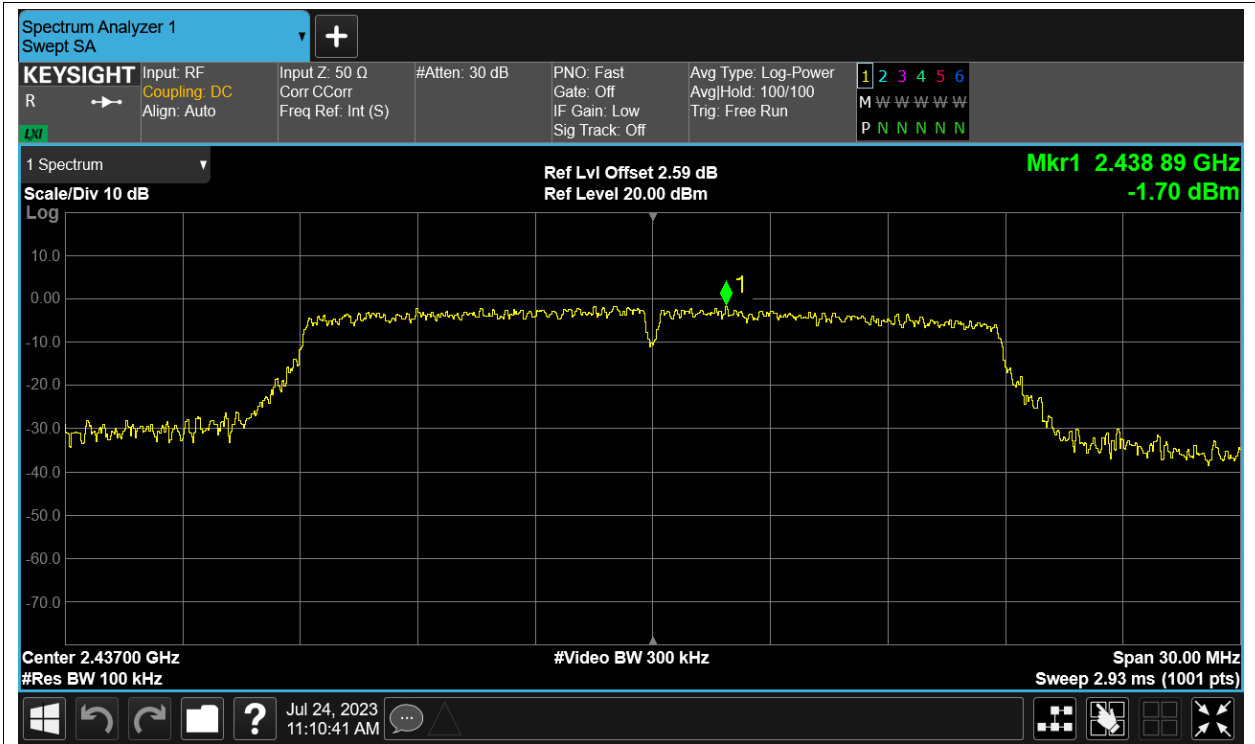 Spectrum Analyzer 1
Swept SA
KEYSIGHT
R
LXI
Input: RF
Coupling: DC
Align: Auto
Input Z: 50 Ω
Corr CCorr
Freq Ref: Int (S)
#Atten: 30 dB
PNO: Fast
Gate: Off
IF Gain: Low
Sig Track: Off
Avg Type: Log-Power
Avg|Hold: 100/100
Trig: Free Run
1 2 3 4 5 6
M W W W W W
P N N N N N
1 Spectrum
Scale/Div 10 dB
Ref Lvl Offset 2.59 dB
Ref Level 20.00 dBm
Mkr1 2.438 89 GHz
-1.70 dBm
Log
10.0
0.00
-10.0
-20.0
-30.0
-40.0
-50.0
-60.0
-70.0
1
Center 2.43700 GHz
#Video BW 300 kHz
Span 30.00 MHz
#Res BW 100 kHz
Sweep 2.93 ms (1001 pts)
?
Jul 24, 2023
11:10:41 AM